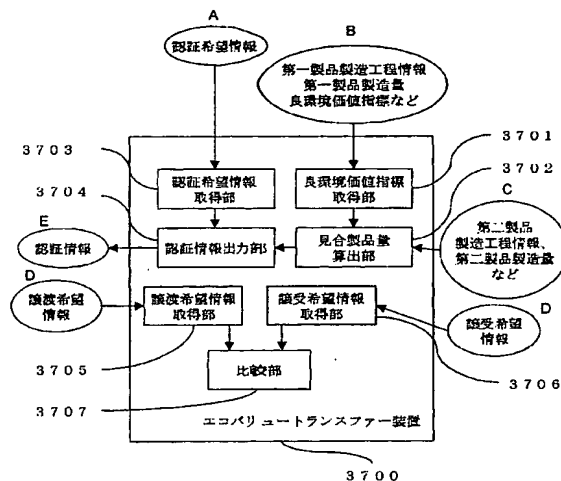 A
認証希望情報
B
第一製品製造工程情報
第一製品製造量
良環境価値指標など
3703
認証希望情報
取得部
良環境価値指標
取得部
3701
3702
3704
E
認証情報
認証情報出力部
見合製品量
算出部
C
第二製品
製造工程情報、
第二製品製造量
など
D
譲渡希望
情報
譲渡希望情報
取得部
譲受希望情報
取得部
D
譲受希望
情報
3705
比較部
3706
3707
エコバリュートランスファー装置
3700